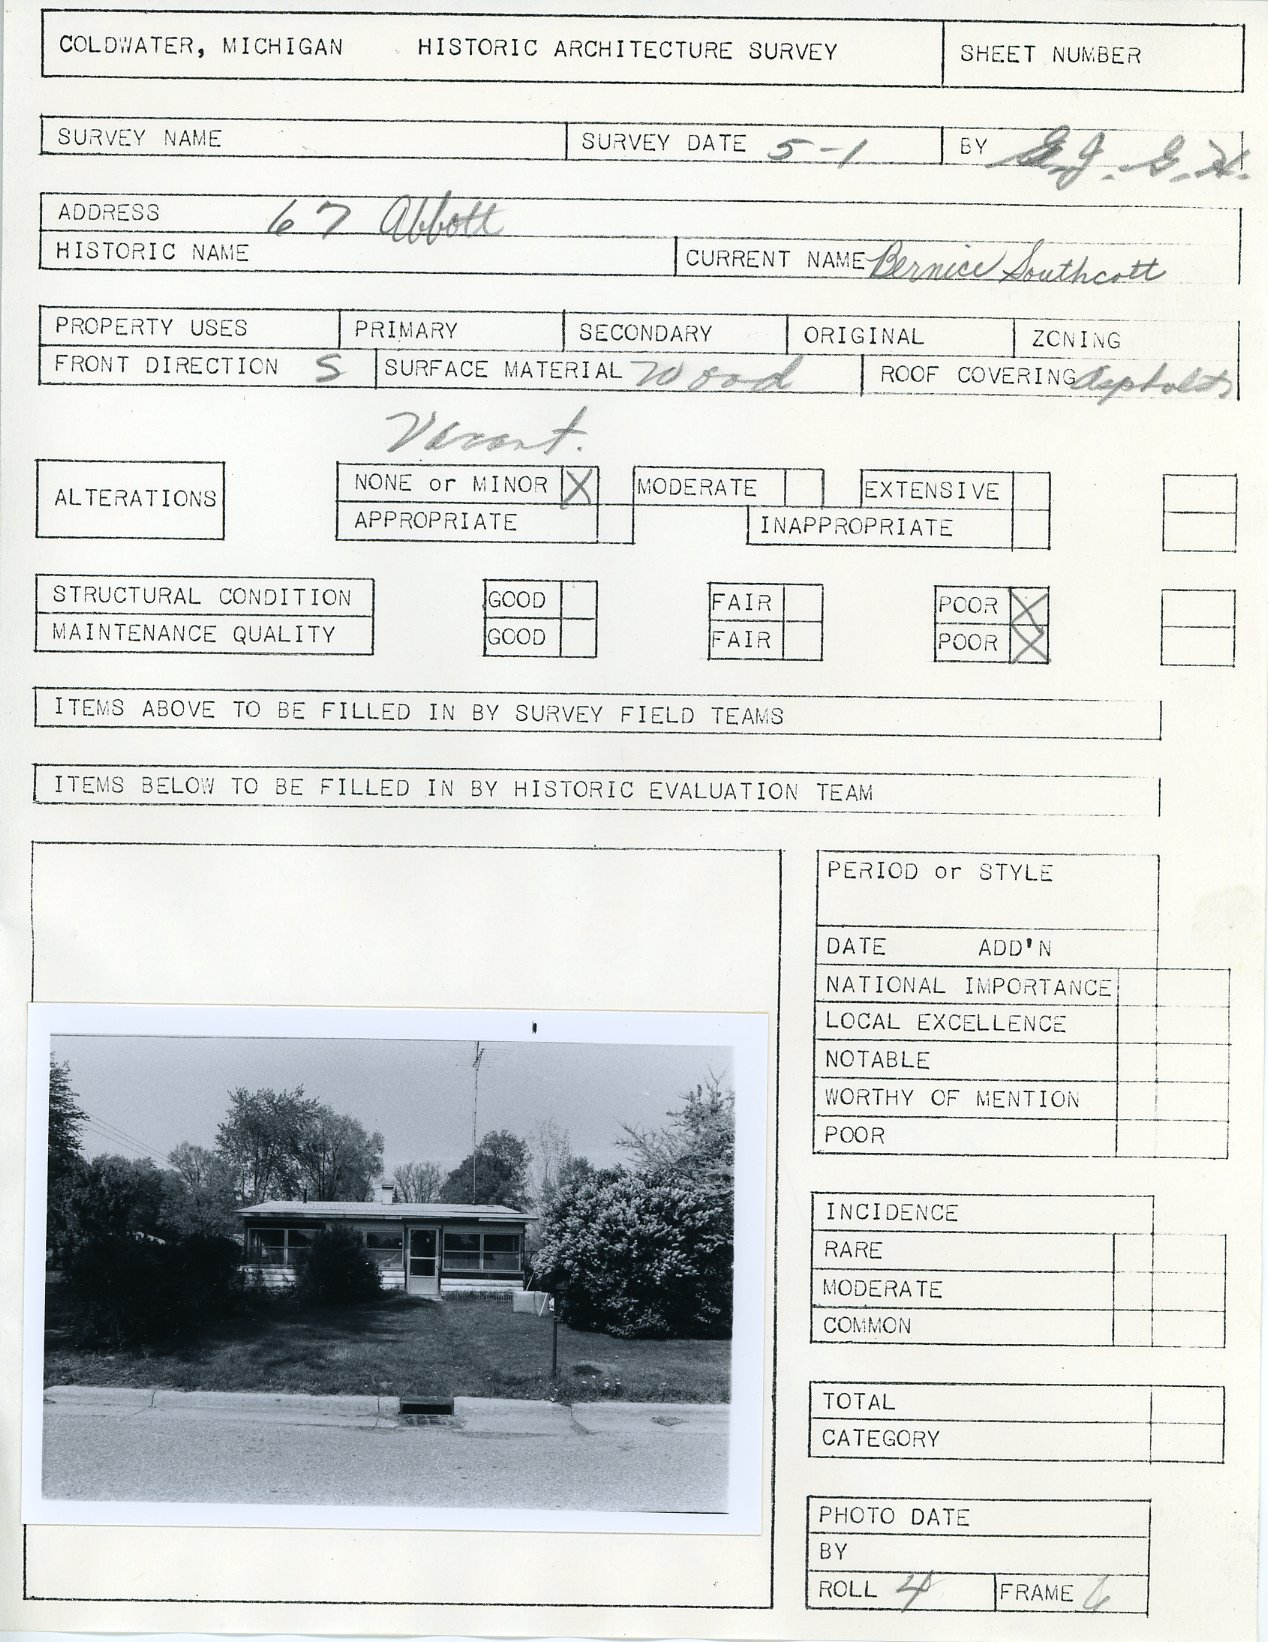 COLDWATER, MICHIGAN HISTORIC ARCHITECTURE SURVEY SHEET NUMBER
SURVEY NAME SURVEY DATE 5-1 BY G.J. G.H.
ADDRESS 67 Abbott
HISTORIC NAME CURRENT NAME Bernice Southcott
PROPERTY USES PRIMARY SECONDARY ORIGINAL ZONING
FRONT DIRECTION S SURFACE MATERIAL Wood ROOF COVERING Asphalt
Vacant.
ALTERATIONS NONE or MINOR X MODERATE EXTENSIVE
APPROPRIATE INAPPROPRIATE
STRUCTURAL CONDITION GOOD FAIR POOR X
MAINTENANCE QUALITY GOOD FAIR POOR X
ITEMS ABOVE TO BE FILLED IN BY SURVEY FIELD TEAMS
ITEMS BELOW TO BE FILLED IN BY HISTORIC EVALUATION TEAM
PERIOD or STYLE
DATE ADD'N
NATIONAL IMPORTANCE
LOCAL EXCELLENCE
NOTABLE
WORTHY OF MENTION
POOR
INCIDENCE
RARE
MODERATE
COMMON
TOTAL
CATEGORY
PHOTO DATE
BY
ROLL 4 FRAME 6